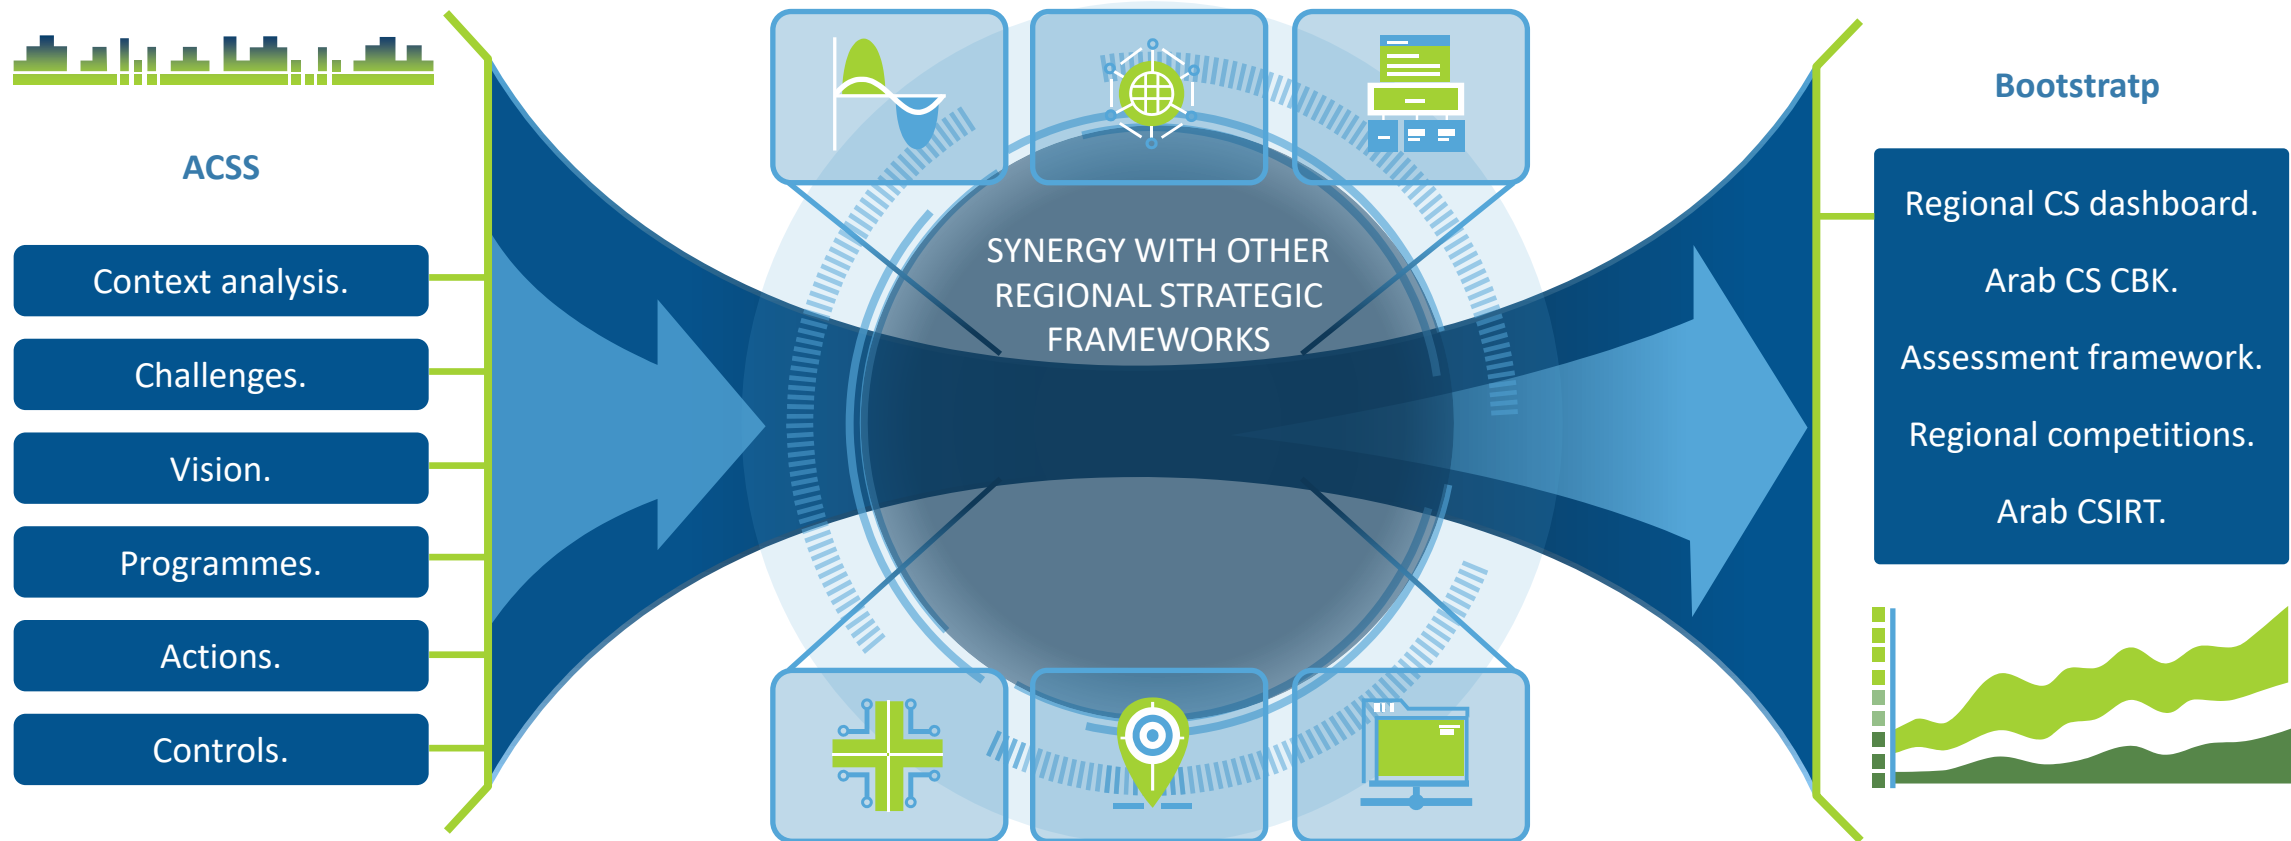 ACSS
Context analysis.
Challenges.
Vision.
Programmes.
Actions.
Controls.
SYNERGY WITH OTHER
REGIONAL STRATEGIC
FRAMEWORKS
Bootstratp
Regional CS dashboard.
Arab CS CBK.
Assessment framework.
Regional competitions.
Arab CSIRT.